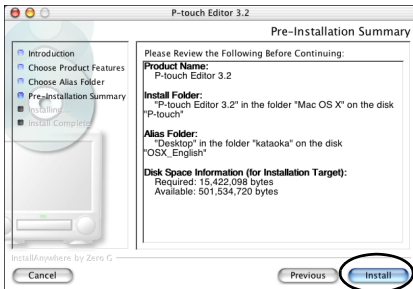 P-touch Editor 3.2
Pre-Installation Summary
Introduction
Choose Product Features
Choose Alias Folder
Pre-Installation Summary
Installing...
Install Complete
Please Review the Following Before Continuing:
Product Name:
P-touch Editor 3.2
Install Folder:
"P-touch Editor 3.2" in the folder "Mac OS X" on the disk
"P-touch"
Alias Folder:
"Desktop" in the folder "kataoka" on the disk
"OSX_English"
Disk Space Information (for Installation Target):
Required: 15,422,098 bytes
Available: 501,534,720 bytes
InstallAnywhere by Zero G
Cancel
Previous
Install